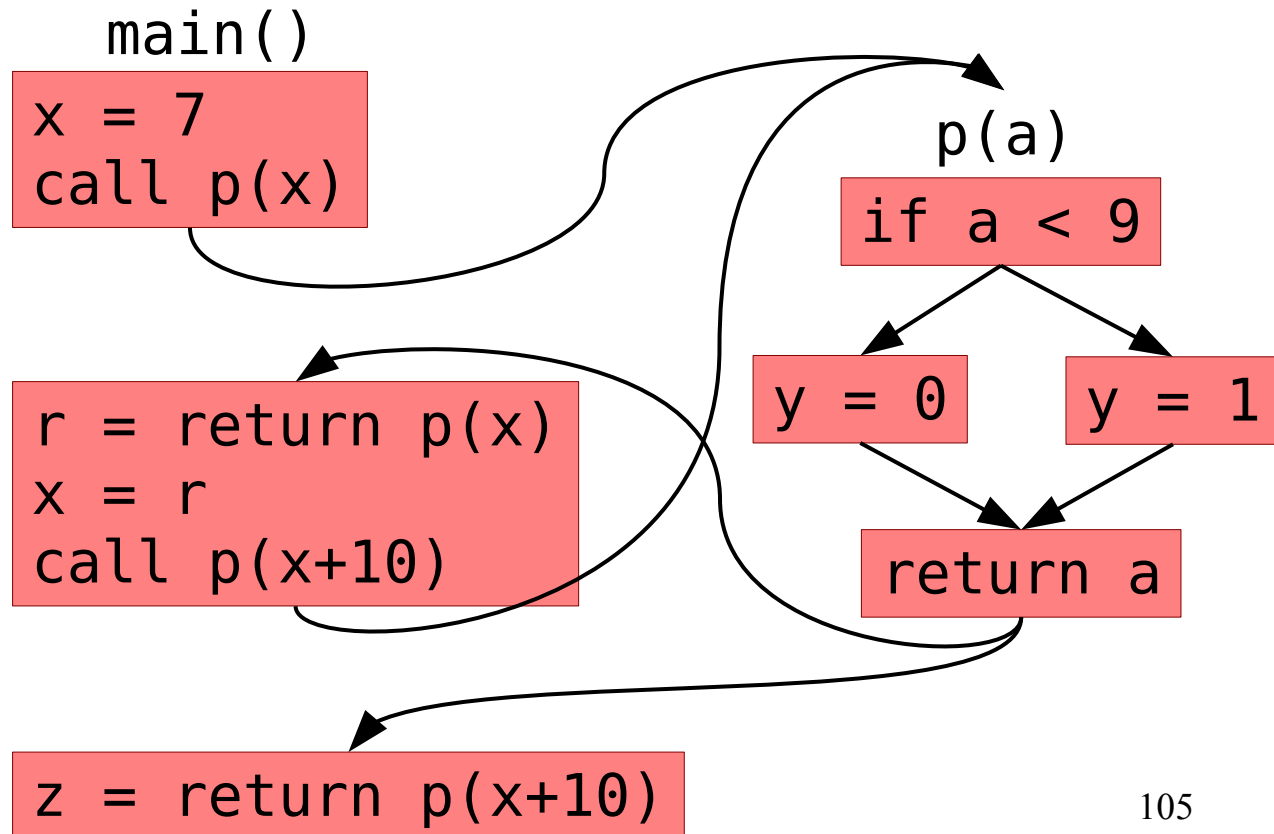 main()
x = 7
call p(x)
p(a)
if a < 9
y = 0
y = 1
r = return p(x)
x = r
call p(x+10)
return a
z = return p(x+10)
105